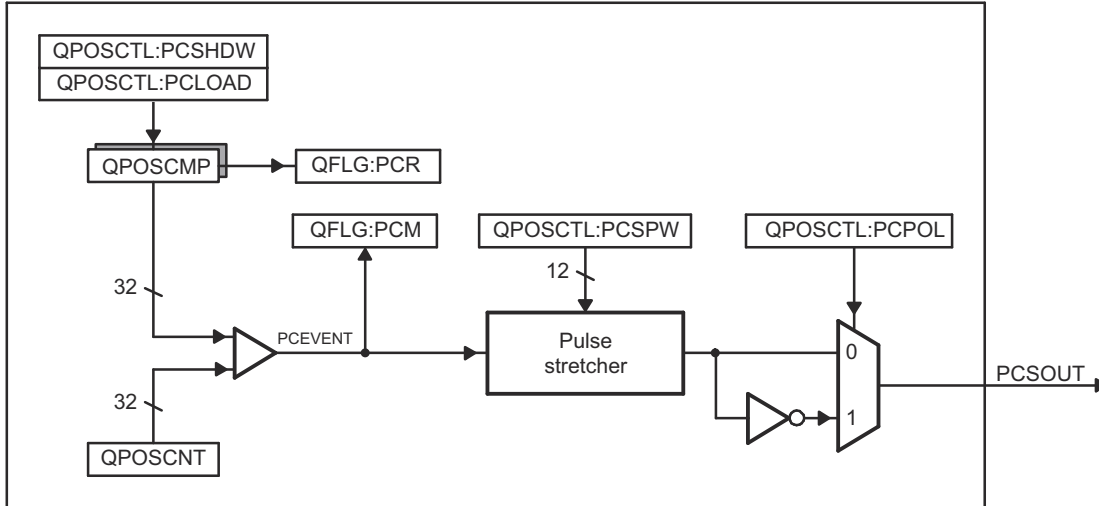 QPOSCTL:PCSHDW
QPOSCTL:PCLOAD
QPOSCMP
QFLG:PCR
QFLG:PCM
QPOSCTL:PCSPW
QPOSCTL:PCPOL
12
32
PCEVENT
Pulse
stretcher
0
PCSOUT
32
1
QPOSCNT